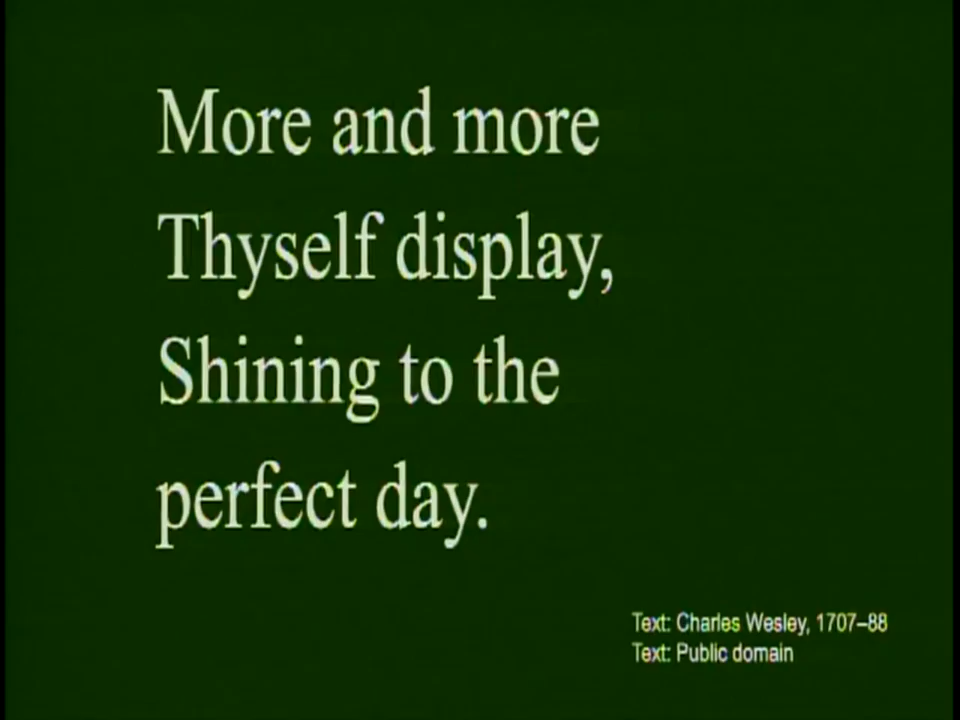 More and more
Thyself display,
Shining to the
perfect day.
Text: Charles Wesley, 1707–88
Text: Public domain